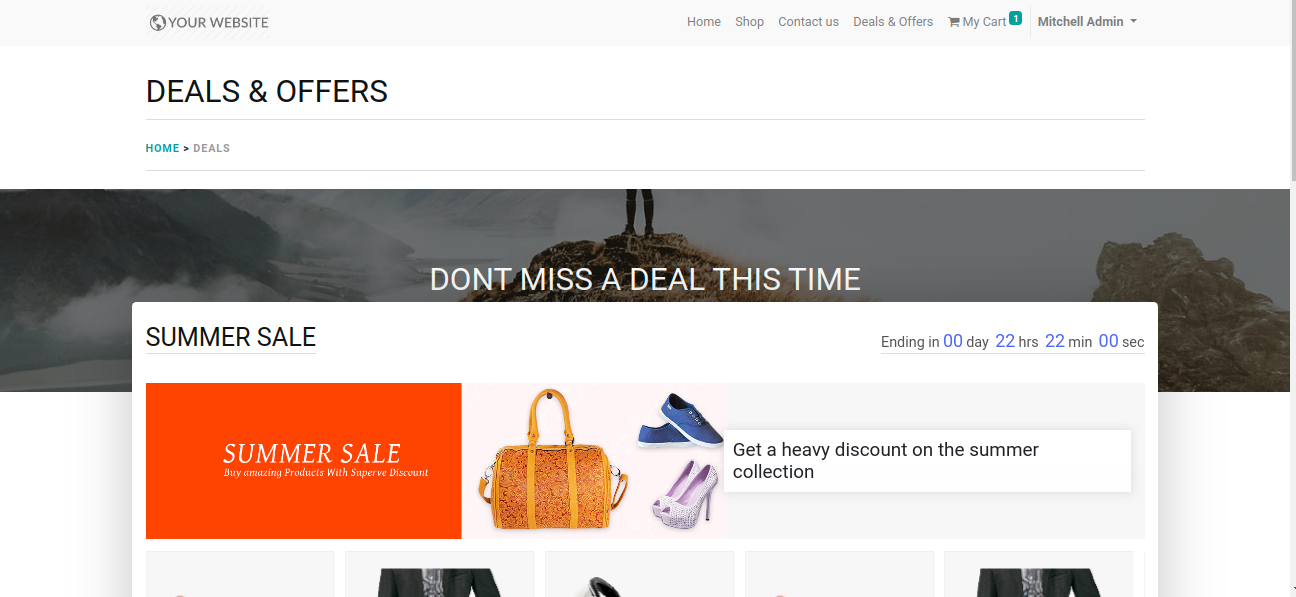 YOUR WEBSITE
Home Shop Contact us Deals & Offers My Cart 1 Mitchell Admin
DEALS & OFFERS
HOME > DEALS
DONT MISS A DEAL THIS TIME
SUMMER SALE
Ending in 00 day 22 hrs 22 min 00 sec
SUMMER SALE
Buy amazing Products With Superve Discount
Get a heavy discount on the summer
collection